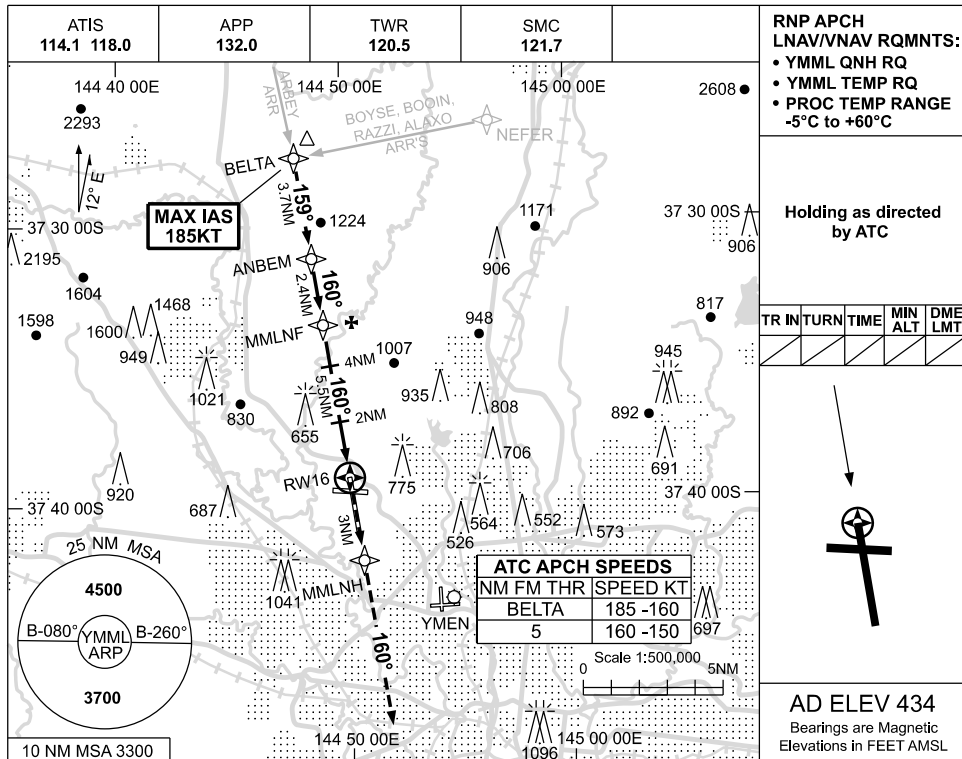 ATIS
114.1 118.0
APP
132.0
TWR
120.5
SMC
121.7
RNP APCH
LNAV/VNAV RQMNTS:
• YMML QNH RQ
• YMML TEMP RQ
• PROC TEMP RANGE
-5°C to +60°C
144 40 00E
144 50 00E
145 00 00E
2608
2293
ARBEY
ARR
BOYSE, BOOIN,
RAZZI, ALAXO
ARR'S
NEFER
BELTA
12° E
MAX IAS
185KT
159°
3.7NM
1224
1171
37 30 00S
37 30 00S
906
906
Holding as directed
by ATC
2195
1604
ANBEM
160°
2.4NM
1598
1600
1468
949
MMLNF
948
817
TR IN
TURN
TIME
MIN
ALT
DME
LMT
4NM
1007
945
1021
830
655
5.5NM
160°
2NM
935
808
892
706
691
RW16
775
920
687
37 40 00S
37 40 00S
564
552
573
526
3NM
25 NM MSA
4500
B-080°
YMML
ARP
B-260°
3700
1041
MMLNH
YMEN
ATC APCH SPEEDS
NM FM THR
SPEED KT
BELTA
185 -160
5
160 -150
697
160°
Scale 1:500,000
0
5NM
AD ELEV 434
Bearings are Magnetic
Elevations in FEET AMSL
10 NM MSA 3300
144 50 00E
145 00 00E
1096